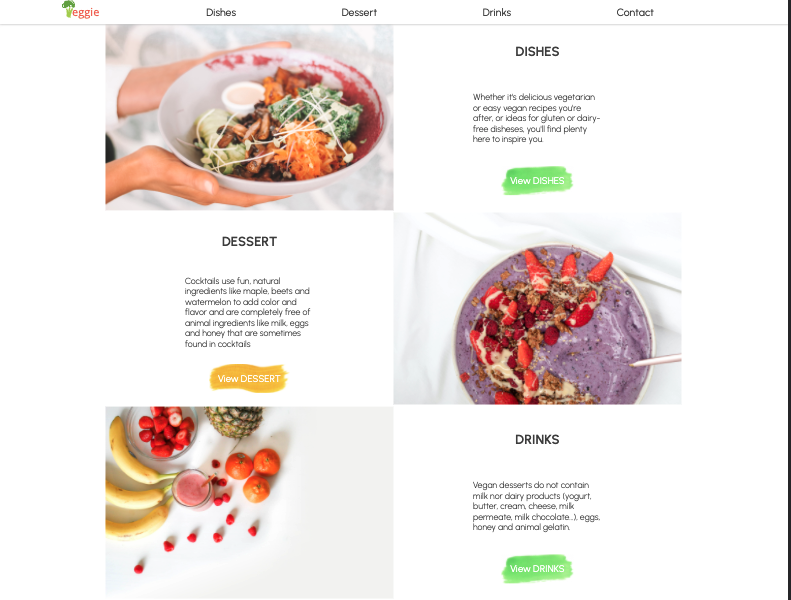 eggie
Dishes
Dessert
Drinks
Contact
DISHES
Whether it's delicious vegetarian
or easy vegan recipes you're
after, or ideas for gluten or dairy-
free disheses, you'll find plenty
here to inspire you.
View DISHES
DESSERT
Cocktails use fun, natural
ingredients like maple, beets and
watermelon to add color and
flavor and are completely free of
animal ingredients like milk, eggs
and honey that are sometimes
found in cocktails
View DESSERT
DRINKS
Vegan desserts do not contain
milk nor dairy products (yogurt,
butter, cream, cheese, milk
permeate, milk chocolate...), eggs,
honey and animal gelatin.
View DRINKS